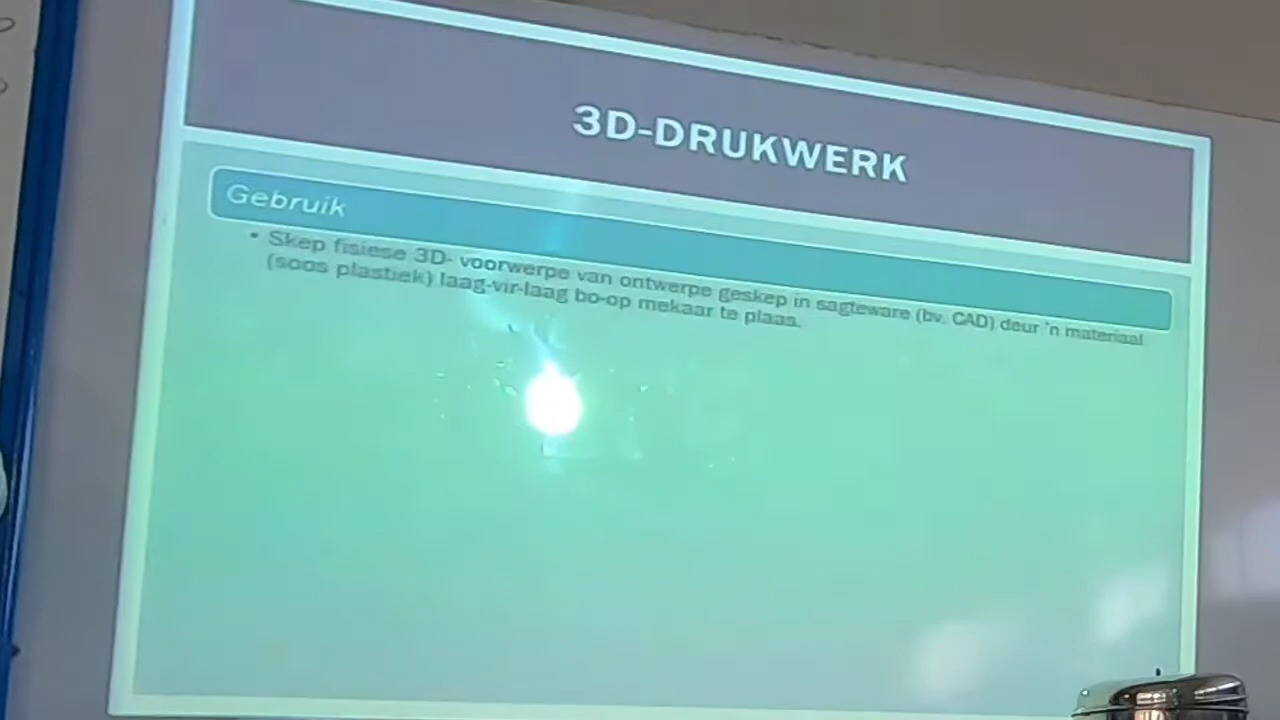 3D-DRUKWERK
Gebruik
• Skep fisiese 3D- voorwerpe van ontwerpe geskep in sagteware (bv. CAD) deur 'n materiaal
(soos plastiek) laag-vir-laag bo-op mekaar te plaas.